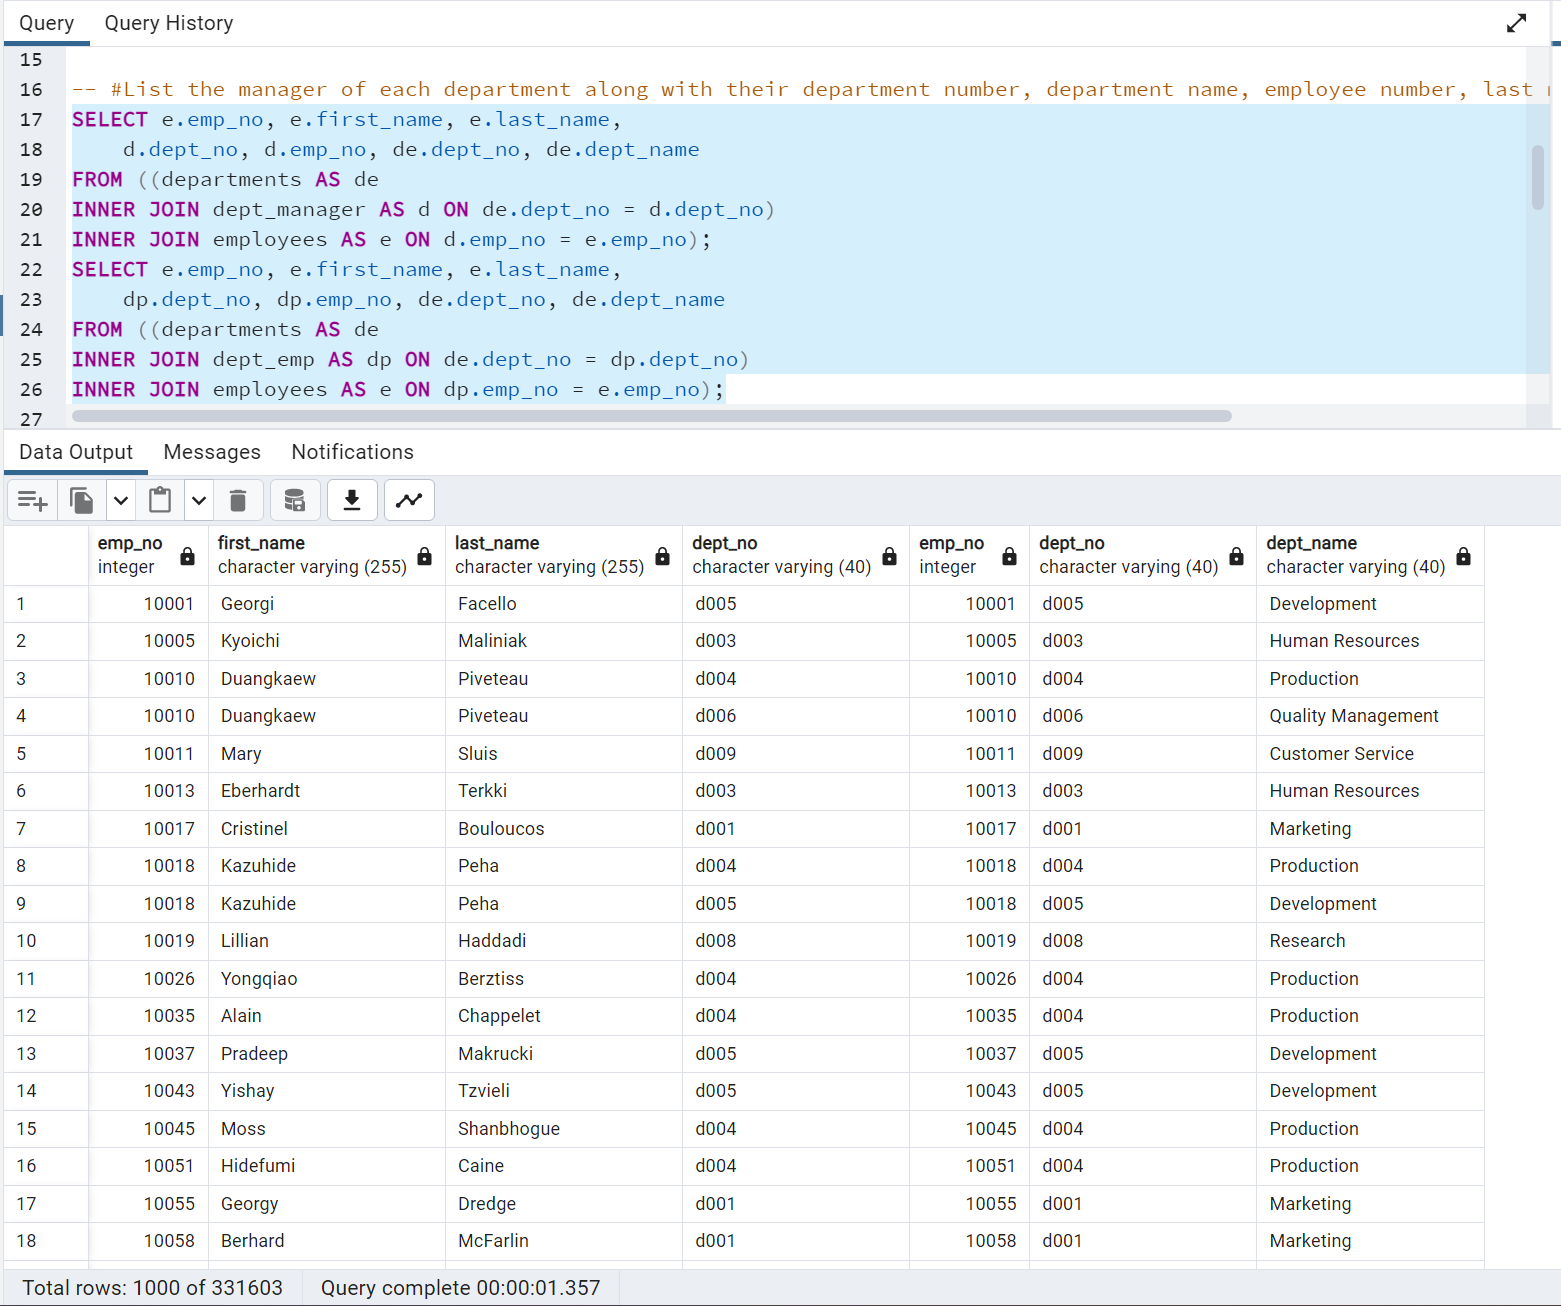 Query Query History
15
16 -- #List the manager of each department along with their department number, department name, employee number, last
17 SELECT e.emp_no, e.first_name, e.last_name,
18 d.dept_no, d.emp_no, de.dept_no, de.dept_name
19 FROM ((departments AS de
20 INNER JOIN dept_manager AS d ON de.dept_no = d.dept_no)
21 INNER JOIN employees AS e ON d.emp_no = e.emp_no);
22 SELECT e.emp_no, e.first_name, e.last_name,
23 dp.dept_no, dp.emp_no, de.dept_no, de.dept_name
24 FROM ((departments AS de
25 INNER JOIN dept_emp AS dp ON de.dept_no = dp.dept_no)
26 INNER JOIN employees AS e ON dp.emp_no = e.emp_no);
27
Data Output Messages Notifications
emp_no first_name last_name dept_no emp_no dept_no dept_name
integer character varying (255) character varying (255) character varying (40) integer character varying (40) character varying (40)
1 10001 Georgi Facello d005 10001 d005 Development
2 10005 Kyoichi Maliniak d003 10005 d003 Human Resources
3 10010 Duangkaew Piveteau d004 10010 d004 Production
4 10010 Duangkaew Piveteau d006 10010 d006 Quality Management
5 10011 Mary Sluis d009 10011 d009 Customer Service
6 10013 Eberhardt Terkki d003 10013 d003 Human Resources
7 10017 Cristinel Bouloucos d001 10017 d001 Marketing
8 10018 Kazuhide Peha d004 10018 d004 Production
9 10018 Kazuhide Peha d005 10018 d005 Development
10 10019 Lillian Haddadi d008 10019 d008 Research
11 10026 Yongqiao Berztiss d004 10026 d004 Production
12 10035 Alain Chappelet d004 10035 d004 Production
13 10037 Pradeep Makrucki d005 10037 d005 Development
14 10043 Yishay Tzvieli d005 10043 d005 Development
15 10045 Moss Shanbhogue d004 10045 d004 Production
16 10051 Hidefumi Caine d004 10051 d004 Production
17 10055 Georgy Dredge d001 10055 d001 Marketing
18 10058 Berhard McFarlin d001 10058 d001 Marketing
Total rows: 1000 of 331603 Query complete 00:00:01.357